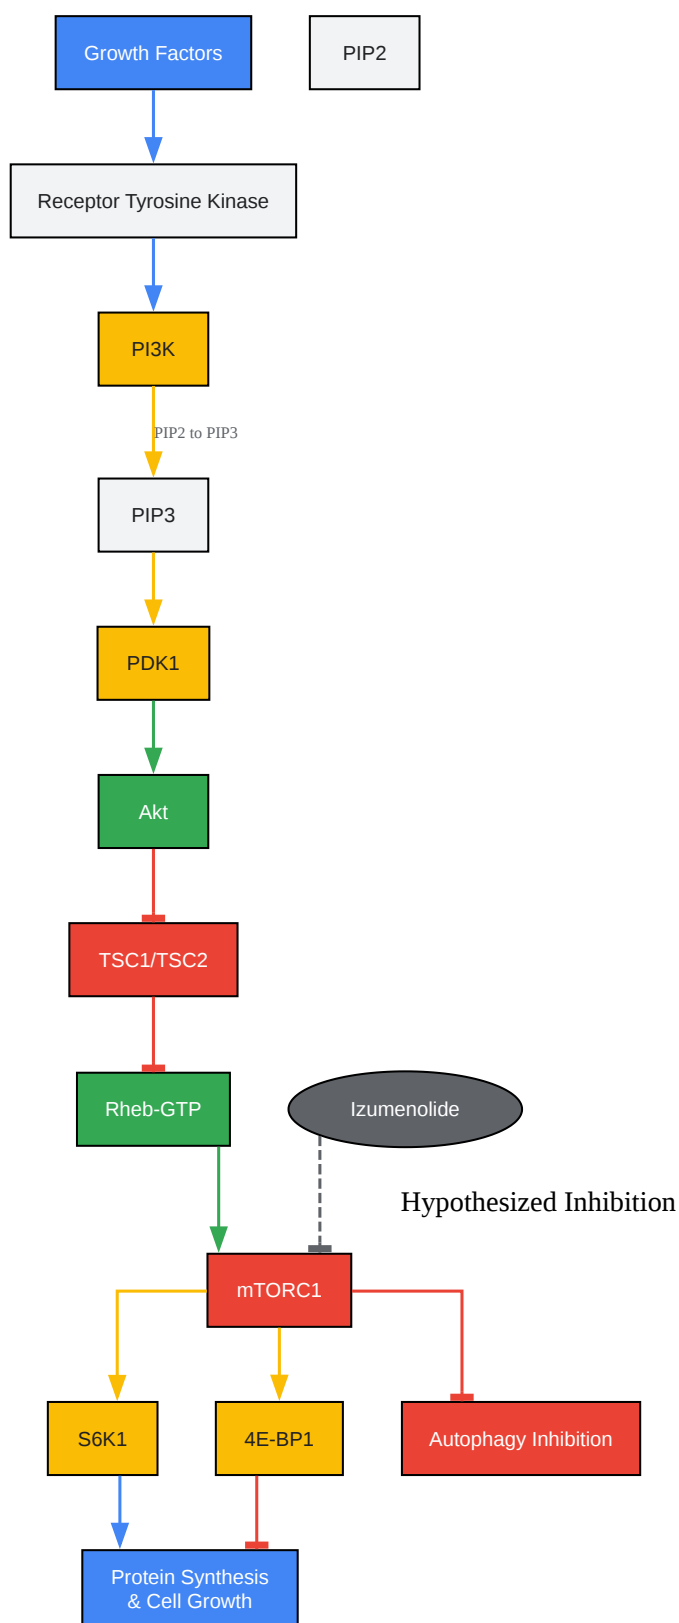 Growth Factors
PIP2
Receptor Tyrosine Kinase
PI3K
PIP2 to PIP3
PIP3
PDK1
Akt
TSC1/TSC2
Rheb-GTP
Izumenolide
Hypothesized Inhibition
mTORC1
S6K1
4E-BP1
Autophagy Inhibition
Protein Synthesis
& Cell Growth